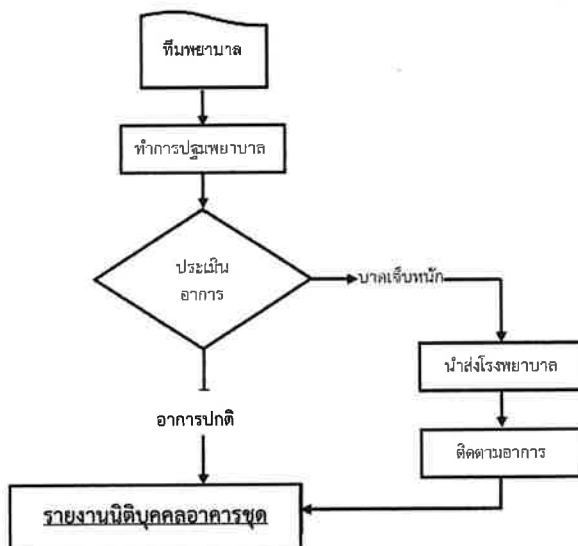 ทีมพยาบาล
ทำการปฐมพยาบาล
ประเมิน
อาการ
บาดเจ็บหนัก
นำส่งโรงพยาบาล
อาการปกติ
ติดตามอาการ
รายงานนิติบุคคลอาคารชุด